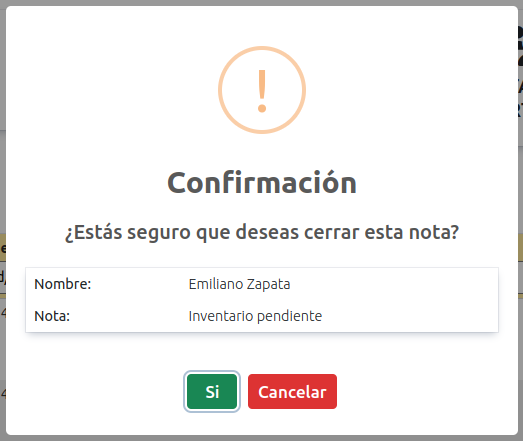 !
Confirmación
¿Estás seguro que deseas cerrar esta nota?
Nombre: Emiliano Zapata
Nota: Inventario pendiente
Si Cancelar